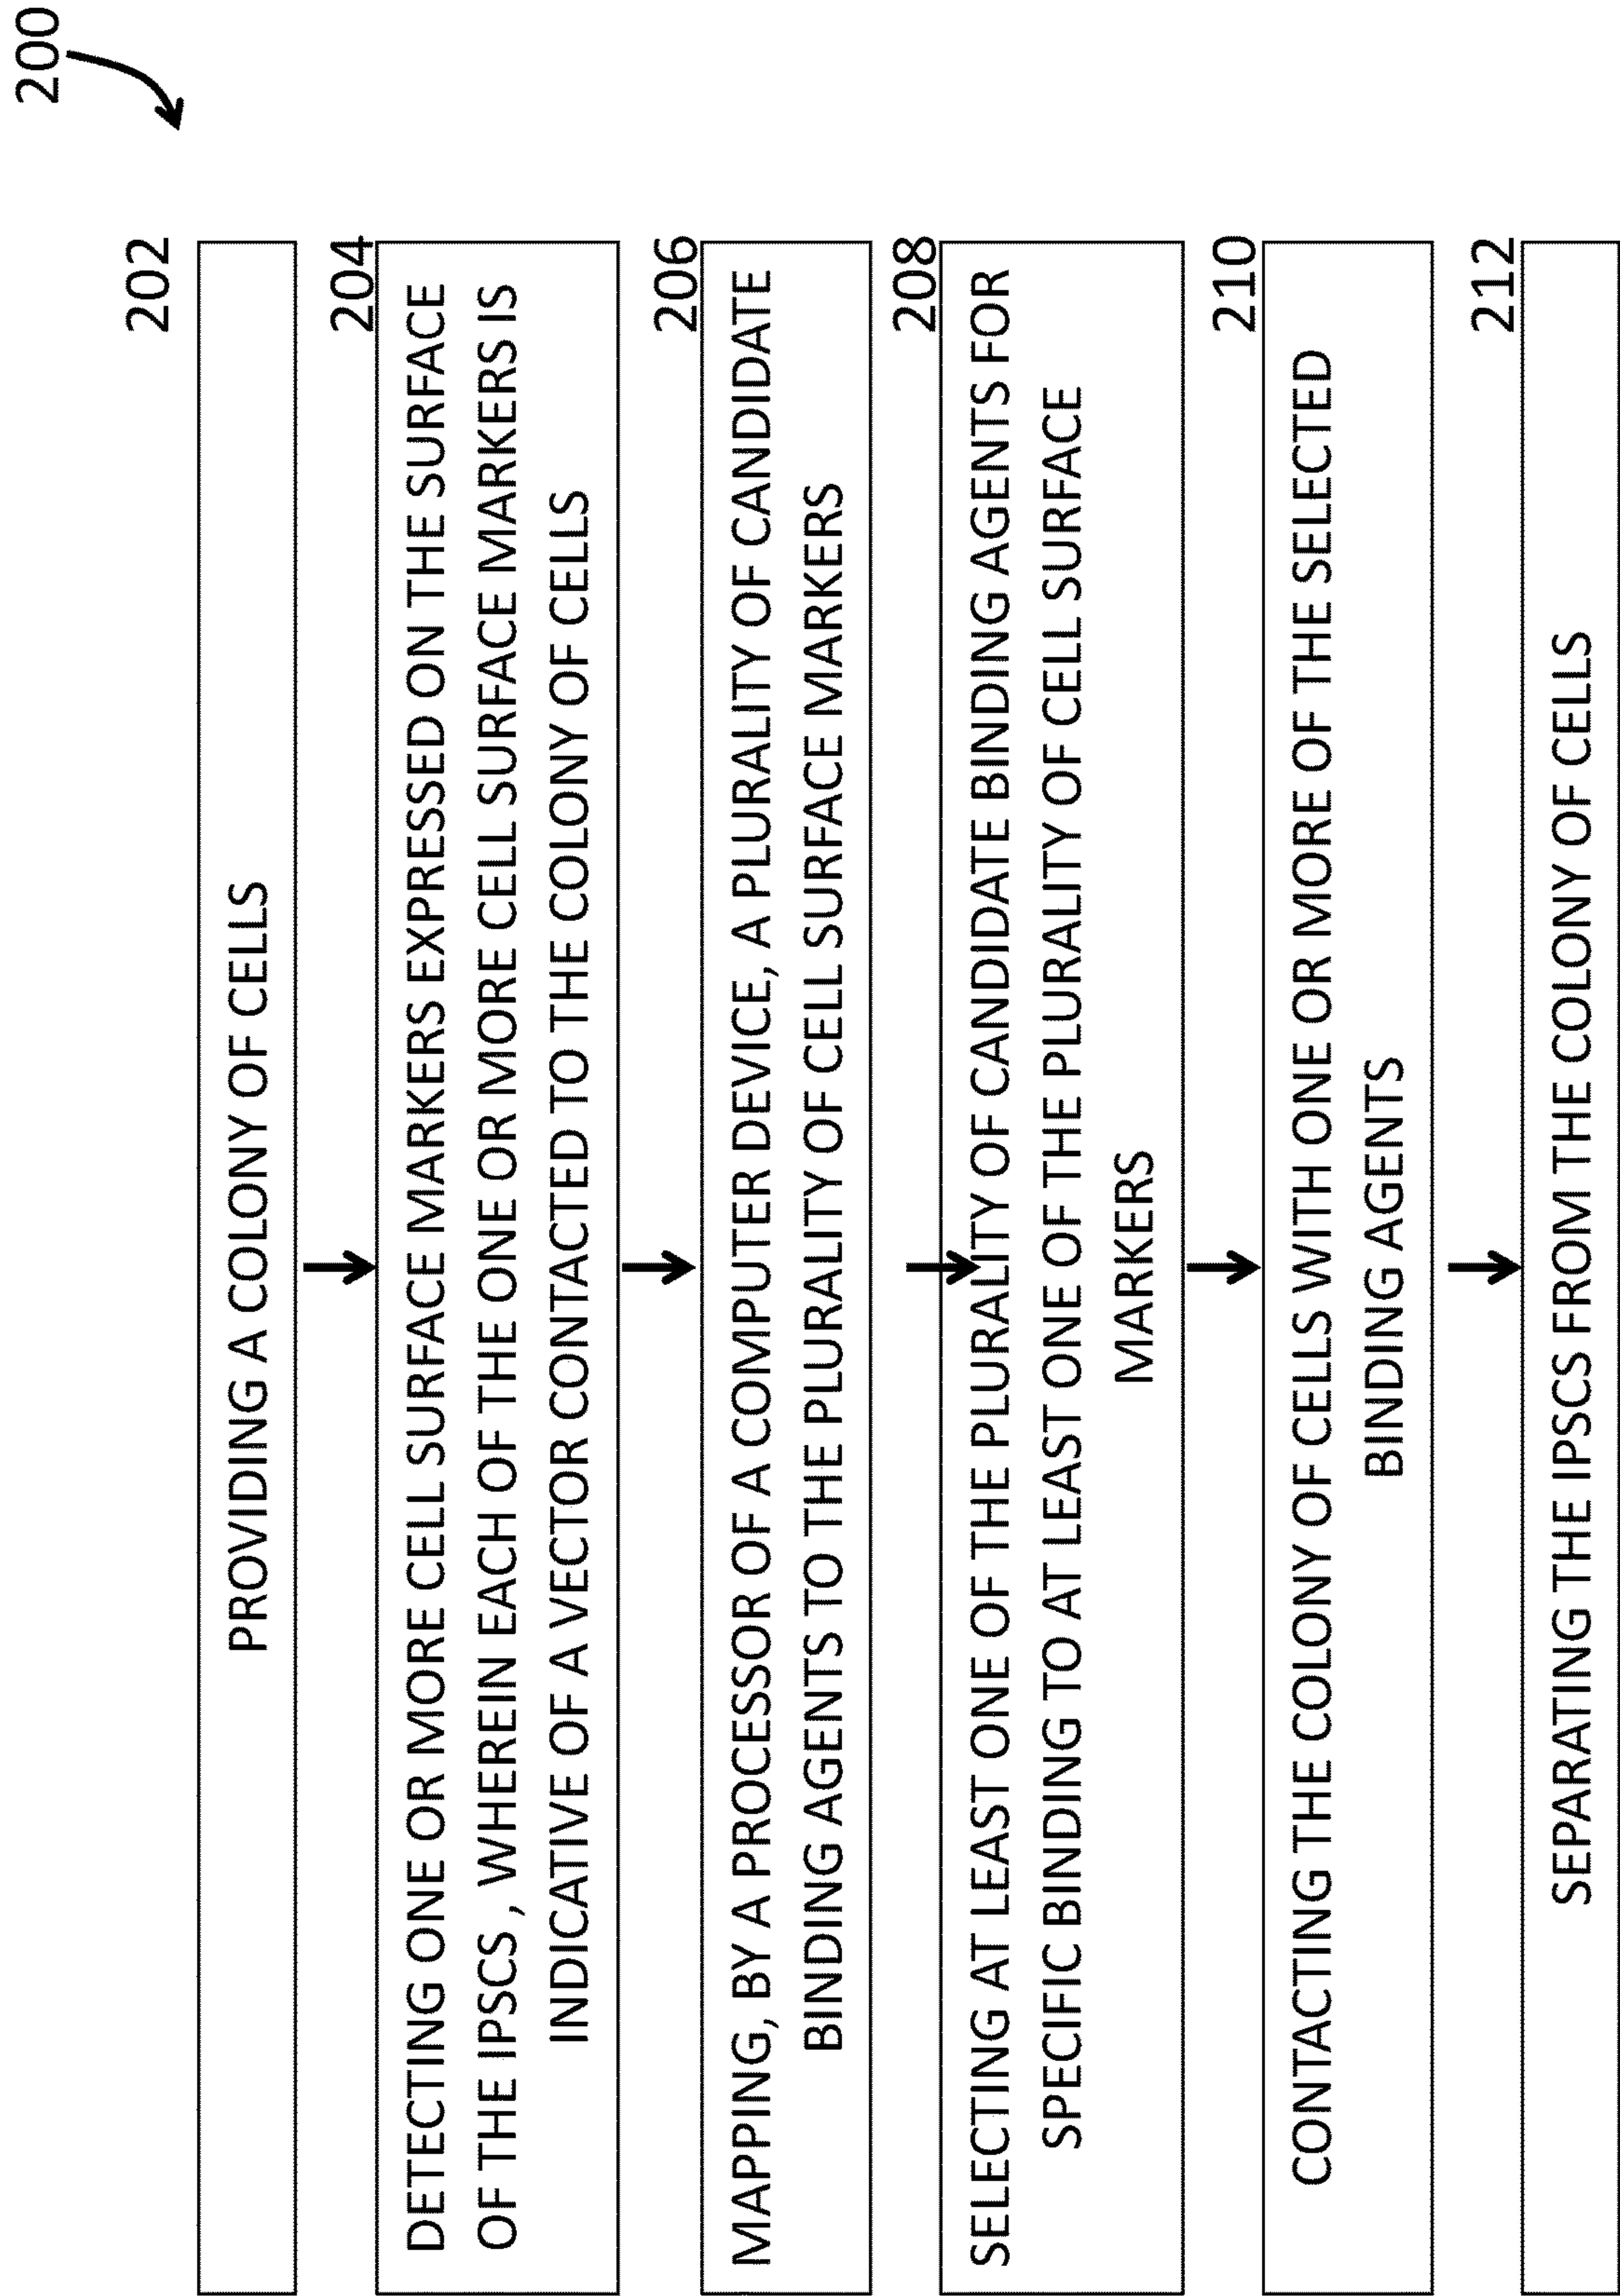 200
202
PROVIDING A COLONY OF CELLS
204
DETECTING ONE OR MORE CELL SURFACE MARKERS EXPRESSED ON THE SURFACE
OF THE IPSCS , WHEREIN EACH OF THE ONE OR MORE CELL SURFACE MARKERS IS
INDICATIVE OF A VECTOR CONTACTED TO THE COLONY OF CELLS
206
MAPPING, BY A PROCESSOR OF A COMPUTER DEVICE, A PLURALITY OF CANDIDATE
BINDING AGENTS TO THE PLURALITY OF CELL SURFACE MARKERS
208
SELECTING AT LEAST ONE OF THE PLURALITY OF CANDIDATE BINDING AGENTS FOR
SPECIFIC BINDING TO AT LEAST ONE OF THE PLURALITY OF CELL SURFACE
MARKERS
210
CONTACTING THE COLONY OF CELLS WITH ONE OR MORE OF THE SELECTED
BINDING AGENTS
212
SEPARATING THE IPSCS FROM THE COLONY OF CELLS